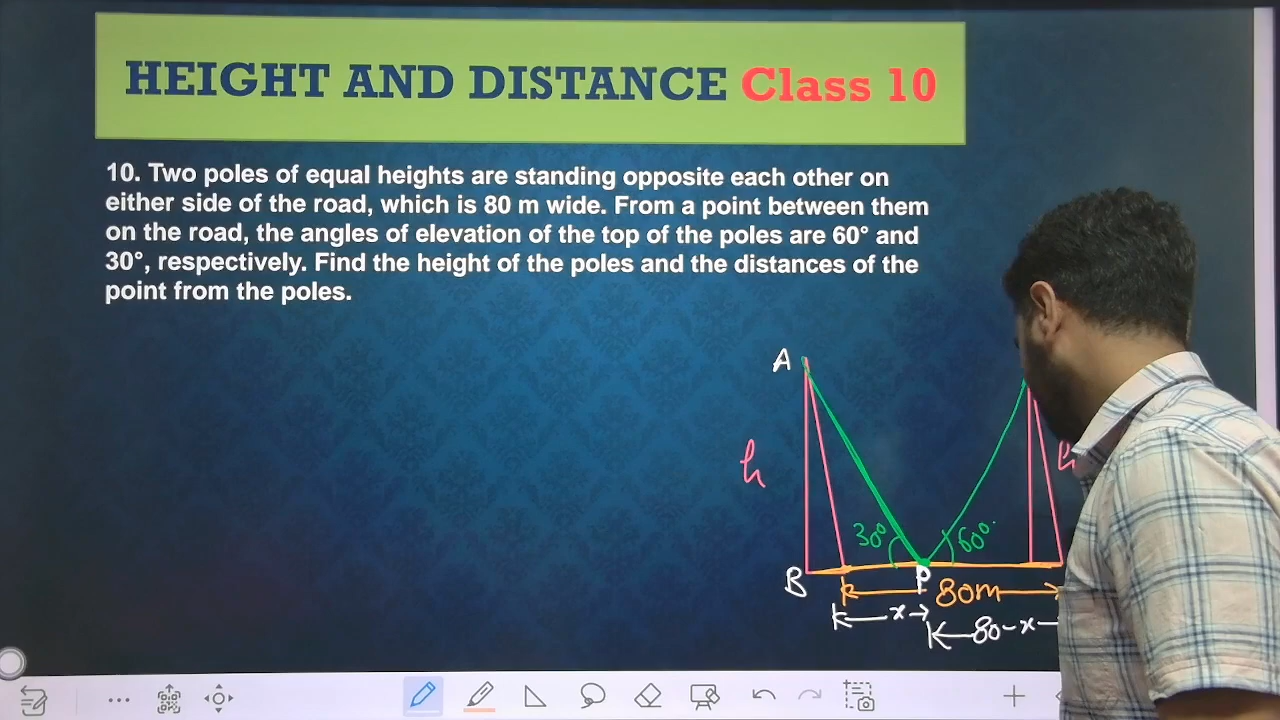 HEIGHT AND DISTANCE Class 10
10. Two poles of equal heights are standing opposite each other on
either side of the road, which is 80 m wide. From a point between them
on the road, the angles of elevation of the top of the poles are 60° and
30°, respectively. Find the height of the poles and the distances of the
point from the poles.
A
h
h
30°
60°
B
P
80m
x
80-x